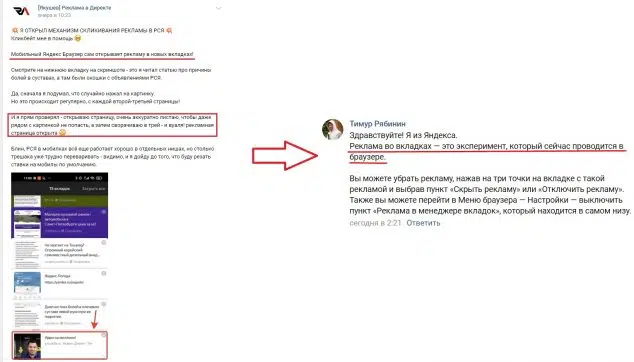 [Якушев] Реклама в Директе
вчера в 10:23
Я ОТКРЫЛ МЕХАНИЗМ СКЛИКИВАНИЯ РЕКЛАМЫ В РСЯ
Кликбейт мне в помощь
Мобильный Яндекс Браузер сам открывает рекламу в новых вкладках!
Смотрите на нижнюю вкладку на скриншоте - это я читал статью про причины
болей в суставе, а там были окошки с объявлениями РСЯ.
Да, сначала я подумал, что случайно нажал на картинку.
Но это происходит регулярно, с каждой второй-третьей страницы!
И я прям проверял - открываю страницу, очень аккуратно листаю, чтобы даже
рядом с картинкой не попасть, а затем сворачиваю в трей - и вуаля! рекламная
страница открыта
Блин, РСЯ в мобилках всё еще работает хорошо в отдельных нишах, но столько
трешака уже трудно переваривать - видимо, и я дойду до того, что буду резать
ставки на мобилы по умолчанию.
15 вкладок
Закрыть все
Яндекс.Погода
Тимур Рябинин
Здравствуйте! Я из Яндекса.
Реклама во вкладках — это эксперимент, который сейчас проводится в
браузере.
Вы можете убрать рекламу, нажав на три точки на вкладке с такой
рекламой и выбрав пункт «Скрыть рекламу» или «Отключить рекламу».
Также вы можете перейти в Меню браузера — Настройки — выключить
пункт «Реклама в менеджере вкладок», который находится в самом низу.
сегодня в 2:21 Ответить